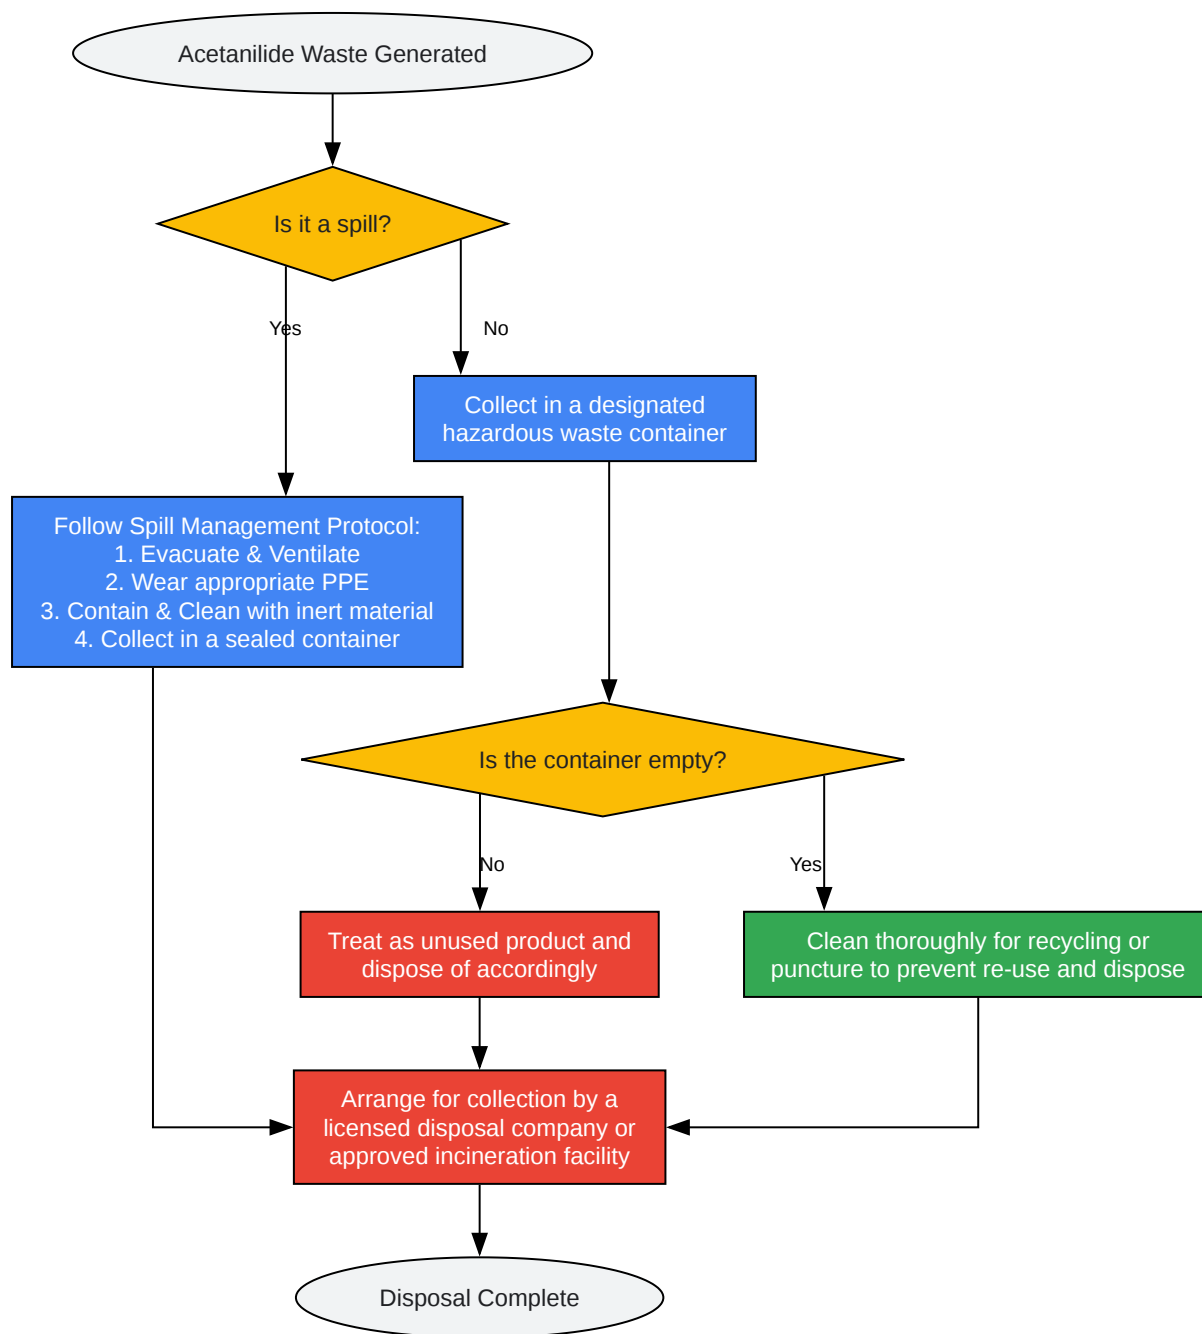 Acetanilide Waste Generated
Is it a spill?
Yes
No
Collect in a designated
hazardous waste container
Follow Spill Management Protocol:
1. Evacuate & Ventilate
2. Wear appropriate PPE
3. Contain & Clean with inert material
4. Collect in a sealed container
Is the container empty?
No
Yes
Treat as unused product and
dispose of accordingly
Clean thoroughly for recycling or
puncture to prevent re-use and dispose
Arrange for collection by a
licensed disposal company or
approved incineration facility
Disposal Complete